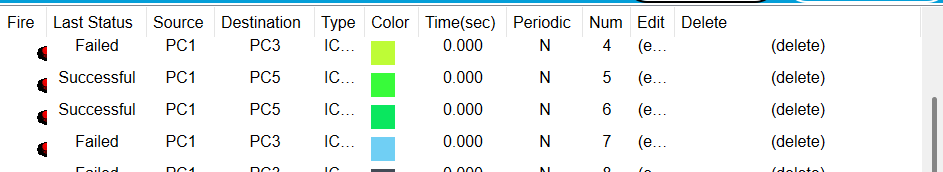 Fire Last Status Source Destination Type Color Time(sec) Periodic Num Edit Delete
Failed PC1 PC3 IC... 0.000 N 4 (e... (delete)
Successful PC1 PC5 IC... 0.000 N 5 (e... (delete)
Successful PC1 PC5 IC... 0.000 N 6 (e... (delete)
Failed PC1 PC3 IC... 0.000 N 7 (e... (delete)
Failed PC1 PC3 IC... 0.000 N 8 (e... (delete)